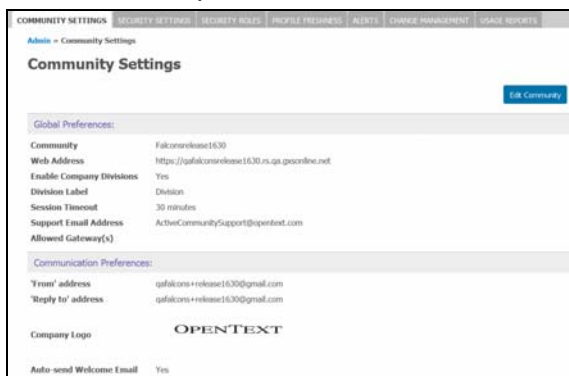 COMMUNITY SETTINGS SECURITY SETTINGS SECURITY ROLES PROFILE FRESHNESS ALERTS CHANGE MANAGEMENT USAGE REPORTS
Admin » Community Settings
Community Settings
Edit Community
Global Preferences:
Community Falconsrelease1630
Web Address https://qafalconsrelease1630.rs.qa.gxsonline.net
Enable Company Divisions Yes
Division Label Division
Session Timeout 30 minutes
Support Email Address ActiveCommunitySupport@opentext.com
Allowed Gateway(s)
Communication Preferences:
'From' address qafalcons+release1630@gmail.com
'Reply to' address qafalcons+release1630@gmail.com
Company Logo OPENTEXT
Auto-send Welcome Email Yes